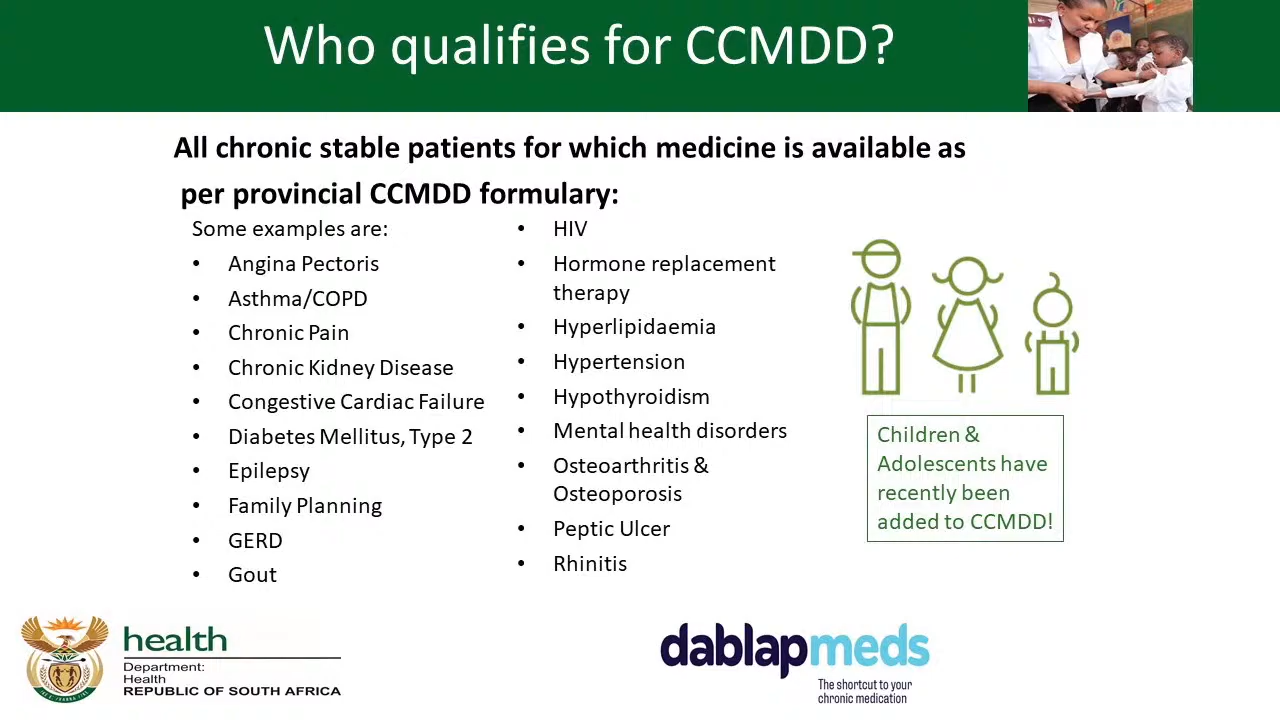 Who qualifies for CCMDD?
All chronic stable patients for which medicine is available as
per provincial CCMDD formulary:
Some examples are:
• Angina Pectoris
• Asthma/COPD
• Chronic Pain
• Chronic Kidney Disease
• Congestive Cardiac Failure
• Diabetes Mellitus, Type 2
• Epilepsy
• Family Planning
• GERD
• Gout
• HIV
• Hormone replacement
therapy
• Hyperlipidaemia
• Hypertension
• Hypothyroidism
• Mental health disorders
• Osteoarthritis &
Osteoporosis
• Peptic Ulcer
• Rhinitis
Children &
Adolescents have
recently been
added to CCMDD!
health
Department:
Health
REPUBLIC OF SOUTH AFRICA
dablapmeds
The shortcut to your
chronic medication